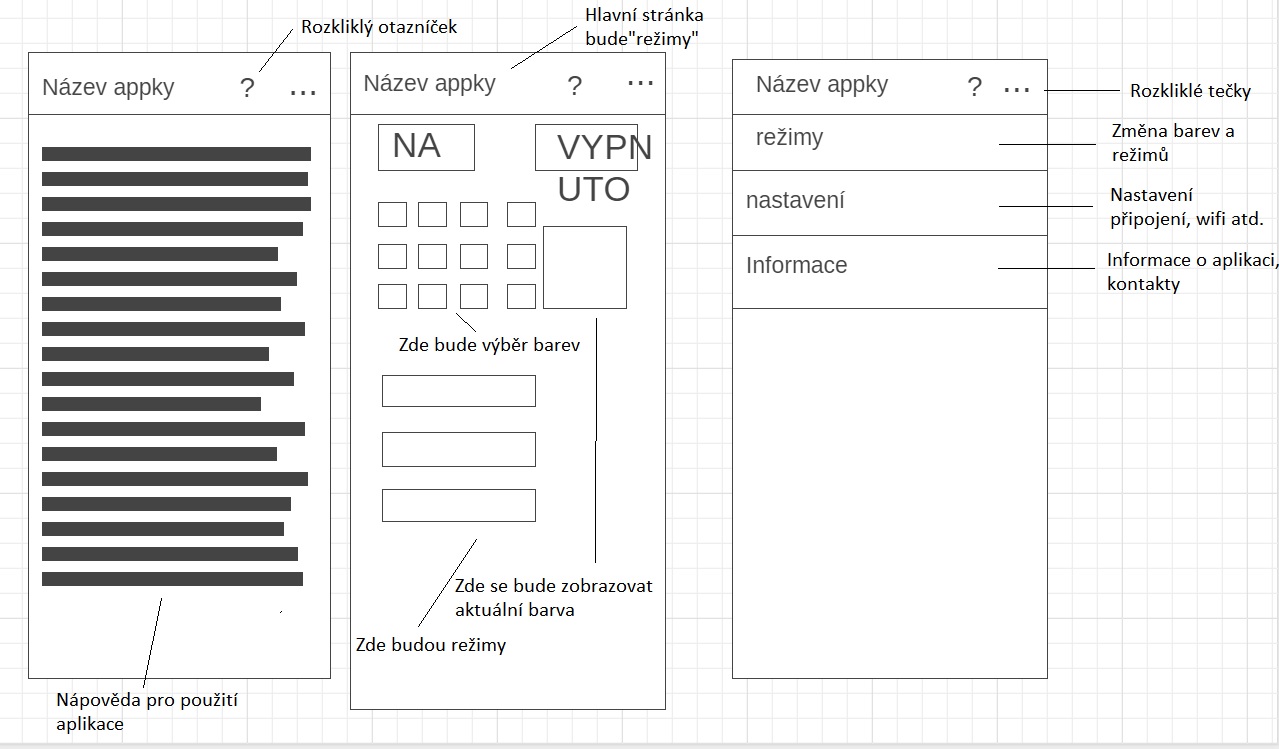 Rozkliklý otazníček
Hlavní stránka
bude"režimy"
Název appky ? ...
Nápověda pro použití
aplikace
Název appky ? ...
NA
VYPN
UTO
Zde bude výběr barev
Zde se bude zobrazovat
aktuální barva
Zde budou režimy
Název appky ? ...
Rozkliklé tečky
režimy
Změna barev a
režimů
nastavení
Nastavení
připojení, wifi atd.
Informace
Informace o aplikaci,
kontakty